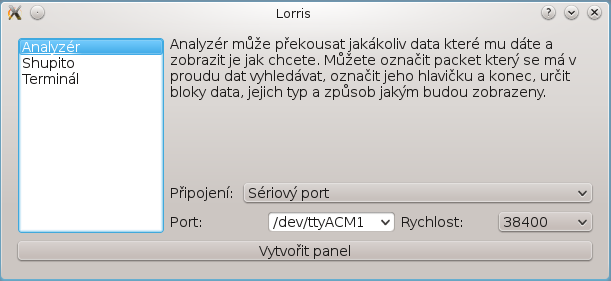 Lorris
Analyzér
Shupito
Terminál
Analyzér může překousat jakákoliv data které mu dáte a
zobrazit je jak chcete. Můžete označit packet který se má v
proudu dat vyhledávat, označit jeho hlavičku a konec, určit
bloky data, jejich typ a způsob jakým budou zobrazeny.
Připojení: Sériový port
Port: /dev/ttyACM1 Rychlost: 38400
Vytvořit panel